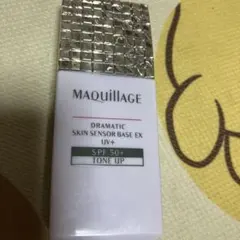 MAQuillAGE
DRAMATIC
SKIN SENSOR BASE EX
UV+
SPF 50+
TONE UP